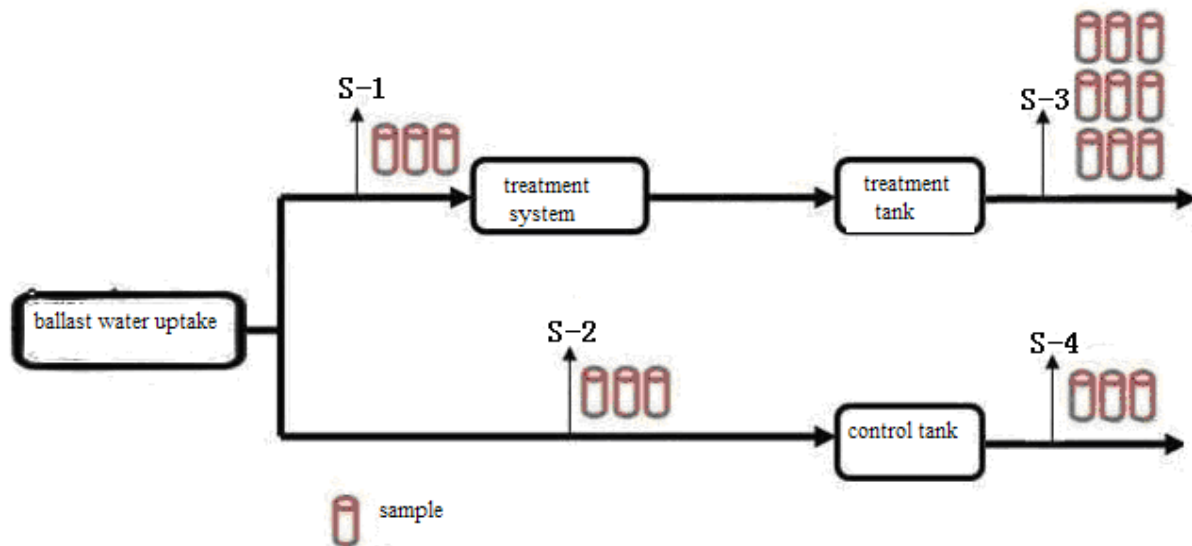 S-1
S-3
treatment
system
treatment
tank
ballast water uptake
S-2
S-4
control tank
sample